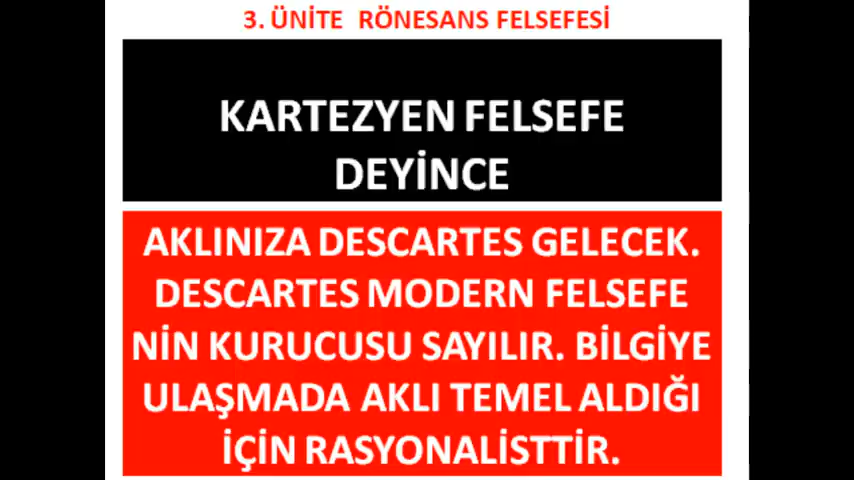 3. ÜNİTE RÖNESANS FELSEFESİ
KARTEZYEN FELSEFE
DEYİNCE
AKLINIZA DESCARTES GELECEK.
DESCARTES MODERN FELSEFE
NİN KURUCUSU SAYILIR. BİLGİYE
ULAŞMADA AKLI TEMEL ALDIĞI
İÇİN RASYONALİSTTİR.